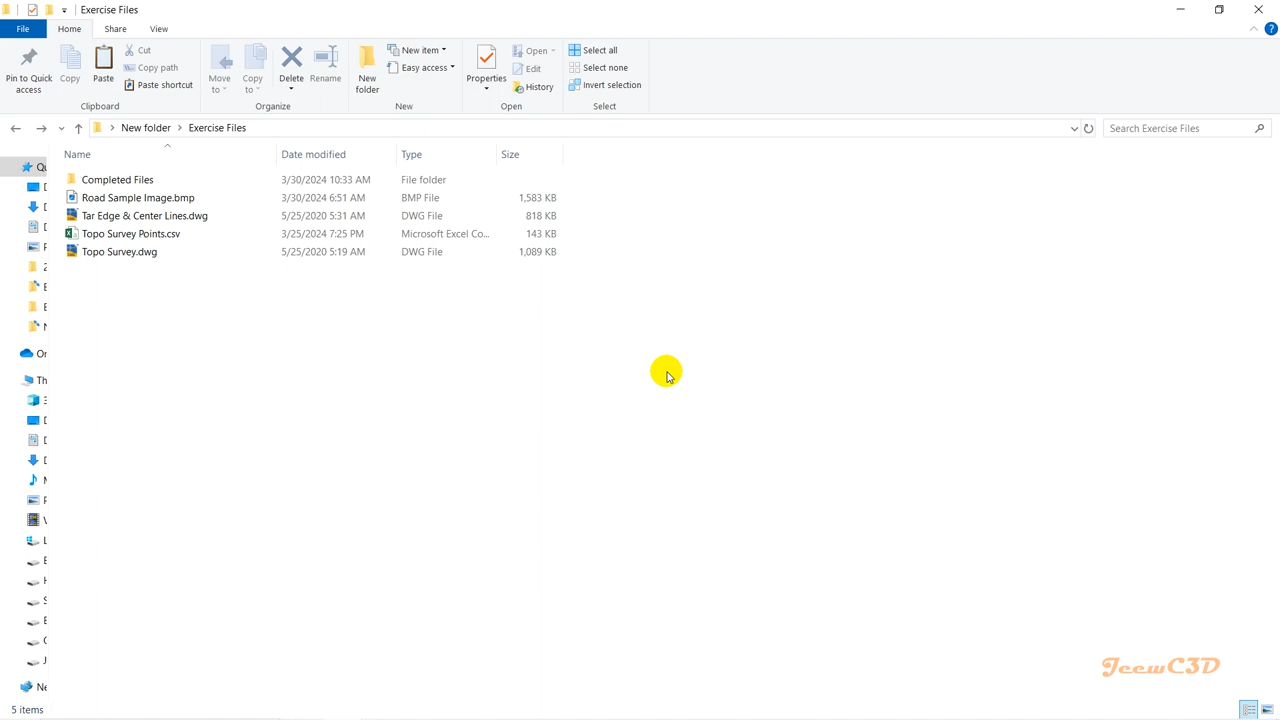 Exercise Files
File
Home
Share
View
Pin to Quick access
Copy
Paste
Cut
Copy path
Paste shortcut
Clipboard
Move to
Copy to
Delete
Rename
Organize
New folder
New item
Easy access
New
Properties
Open
Edit
History
Open
Select all
Select none
Invert selection
Select
New folder > Exercise Files
Search Exercise Files
Name Date modified Type Size
Completed Files 3/30/2024 10:33 AM File folder
Road Sample Image.bmp 3/30/2024 6:51 AM BMP File 1,583 KB
Tar Edge & Center Lines.dwg 5/25/2020 5:31 AM DWG File 818 KB
Topo Survey Points.csv 3/25/2024 7:25 PM Microsoft Excel Co... 143 KB
Topo Survey.dwg 5/25/2020 5:19 AM DWG File 1,089 KB
JeewC3D
5 items